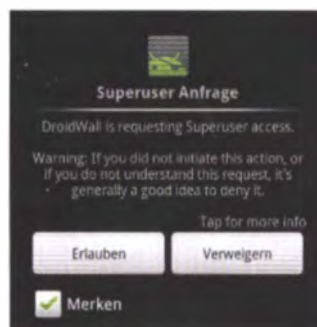 Superuser Anfrage
DroidWall is requesting Superuser access.
Warning: If you did not initiate this action, or
if you do not understand this request, it's
generally a good idea to deny it.
Tap for more info
Erlauben
Verweigern
Merken